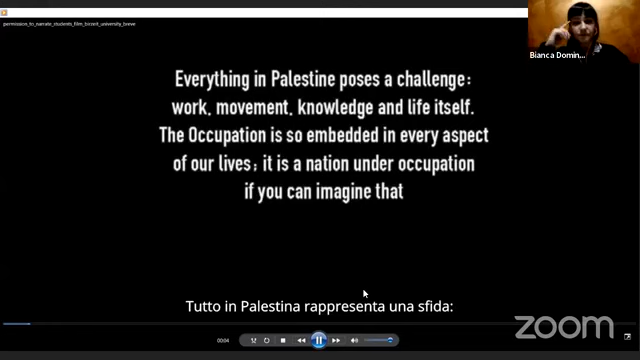 permission_to_narrate_students_film_birzeit_university_breve
Bianca Domin...
Everything in Palestine poses a challenge:
work, movement, knowledge and life itself.
The Occupation is so embedded in every aspect
of our lives; it is a nation under occupation
if you can imagine that
Tutto in Palestina rappresenta una sfida:
00:04
zoom